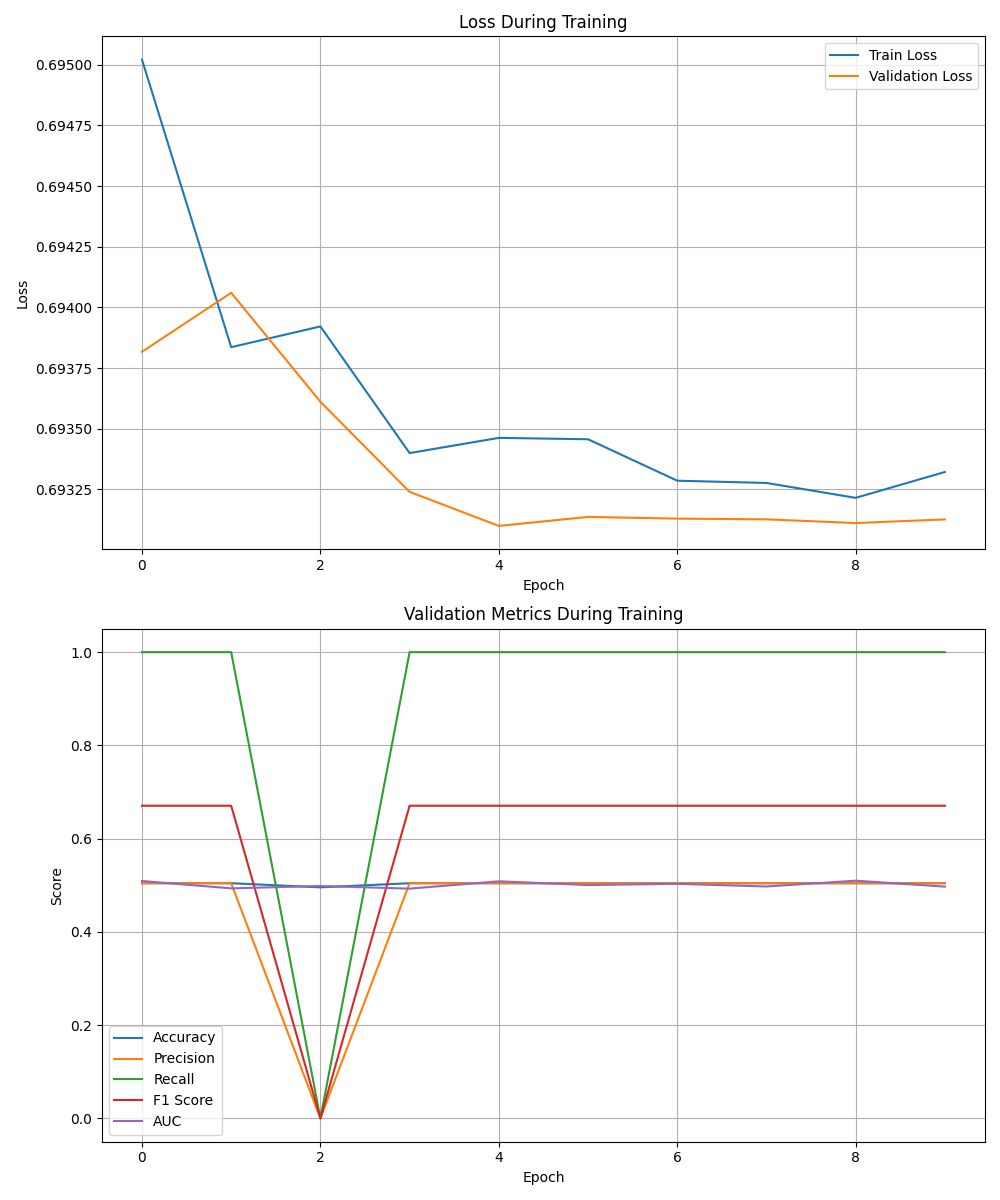 Loss During Training
Train Loss
Validation Loss
0.69500
0.69475
0.69450
0.69425
0.69400
0.69375
0.69350
0.69325
Loss
0 2 4 6 8
Epoch
Validation Metrics During Training
1.0
0.8
0.6
0.4
0.2
0.0
Score
Accuracy
Precision
Recall
F1 Score
AUC
0 2 4 6 8
Epoch